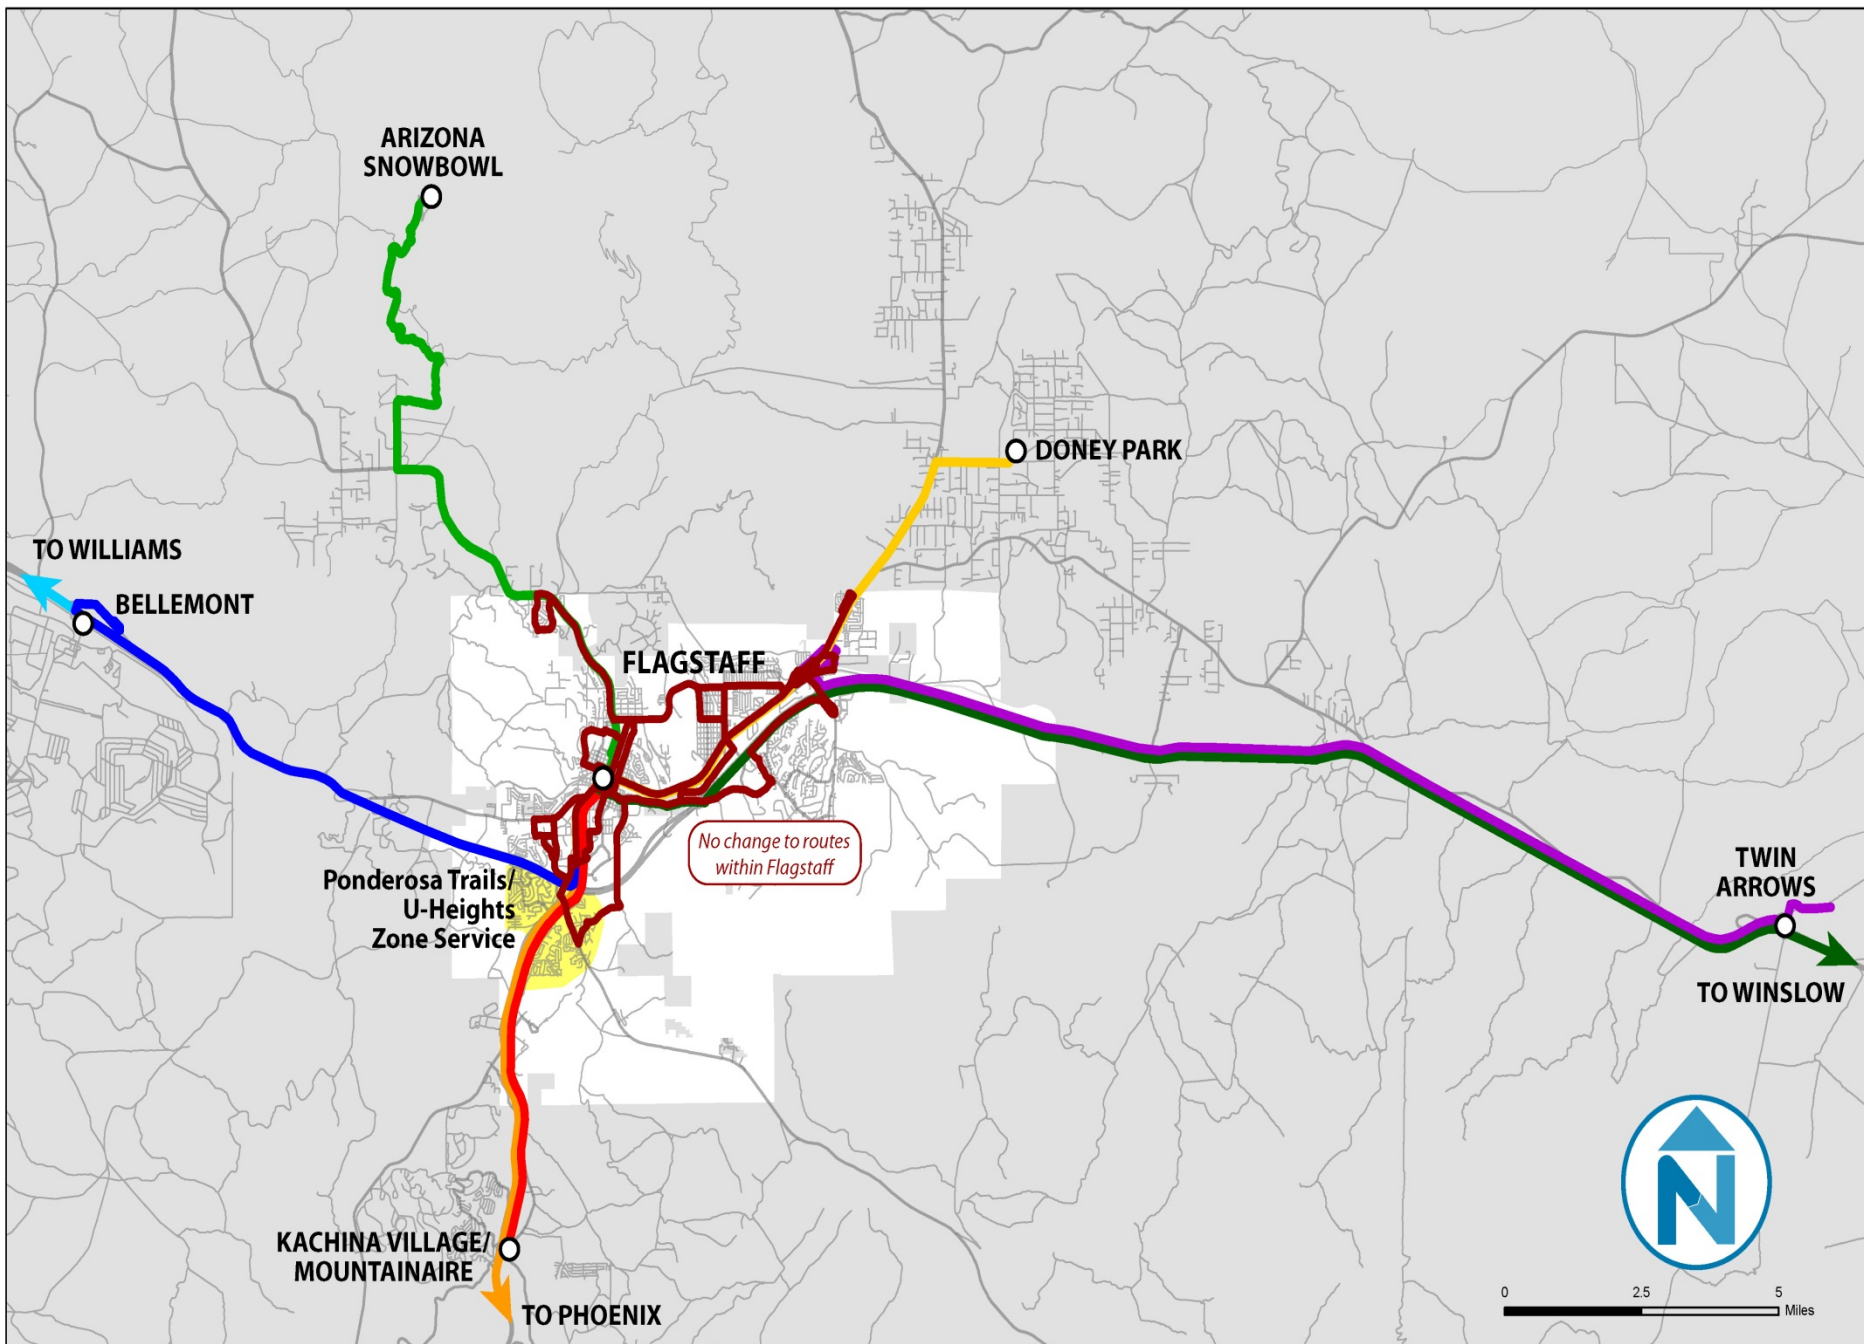 ARIZONA
SNOWBOWL
DONEY PARK
TO WILLIAMS
BELLEMONT
FLAGSTAFF
No change to routes
within Flagstaff
Ponderosa Trails/
U-Heights
Zone Service
TWIN
ARROWS
TO WINSLOW
KACHINA VILLAGE/
MOUNTAINAIRE
TO PHOENIX
N
0 2.5 5
Miles